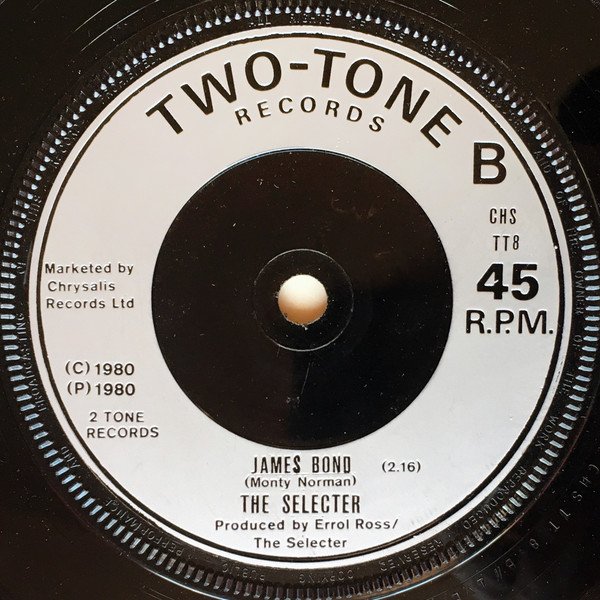 TWO-TONE
RECORDS
B
CHS
TT8
45
R.P.M.
Marketed by
Chrysalis
Records Ltd
(C) 1980
(P) 1980
2 TONE
RECORDS
JAMES BOND (2.16)
(Monty Norman)
THE SELECTER
Produced by Errol Ross/
The Selecter